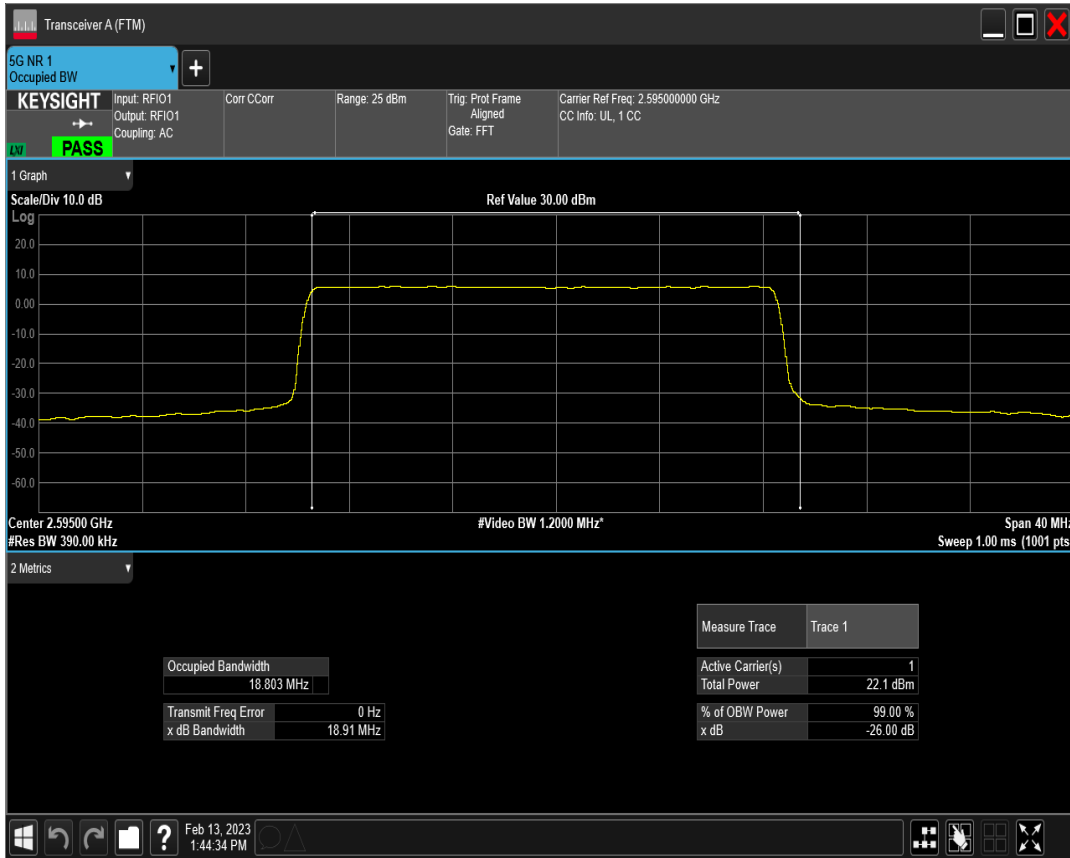 Transceiver A (FTM)
5G NR 1
Occupied BW
+
KEYSIGHT
LXI
PASS
Input: RFIO1
Output: RFIO1
Coupling: AC
Corr CCorr
Range: 25 dBm
Trig: Prot Frame
Aligned
Gate: FFT
Carrier Ref Freq: 2.595000000 GHz
CC Info: UL, 1 CC
1 Graph
Scale/Div 10.0 dB
Ref Value 30.00 dBm
Log
20.0
10.0
0.00
-10.0
-20.0
-30.0
-40.0
-50.0
-60.0
Center 2.59500 GHz
#Video BW 1.2000 MHz*
Span 40 MHz
#Res BW 390.00 kHz
Sweep 1.00 ms (1001 pts
2 Metrics
Measure Trace Trace 1
Occupied Bandwidth
18.803 MHz
Active Carrier(s) 1
Total Power 22.1 dBm
Transmit Freq Error 0 Hz
x dB Bandwidth 18.91 MHz
% of OBW Power 99.00 %
x dB -26.00 dB
?
Feb 13, 2023
1:44:34 PM